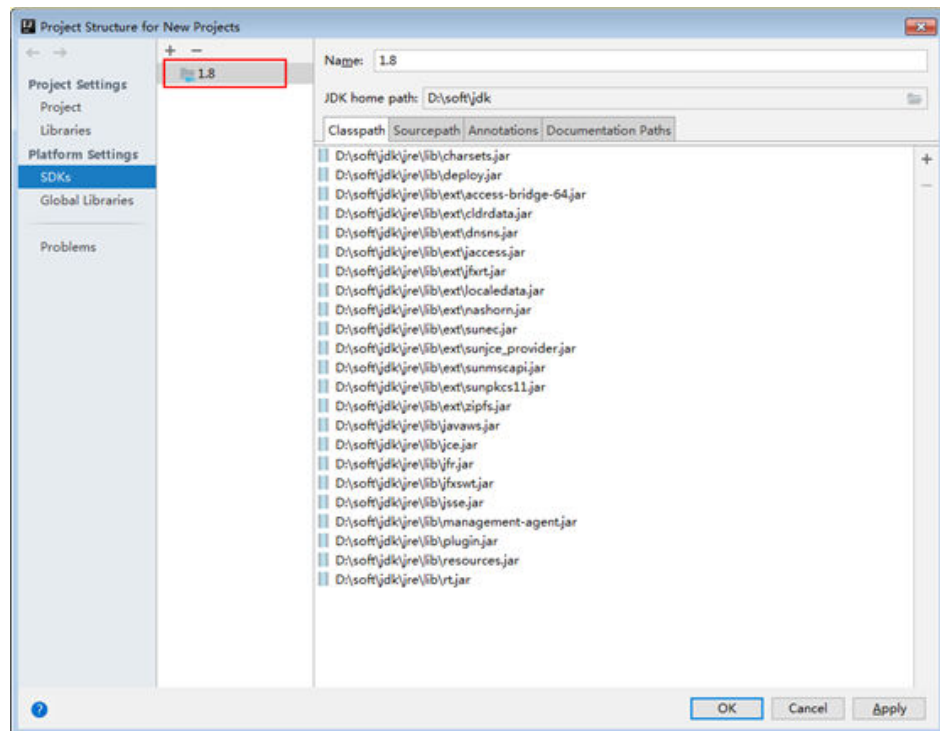 Project Structure for New Projects
Project Settings
Project
Libraries
Platform Settings
SDKs
Global Libraries
Problems
1.8
Name: 1.8
JDK home path: D:\soft\jdk
Classpath Sourcepath Annotations Documentation Paths
D:\soft\jdk\jre\lib\charsets.jar
D:\soft\jdk\jre\lib\deploy.jar
D:\soft\jdk\jre\lib\ext\access-bridge-64.jar
D:\soft\jdk\jre\lib\ext\cldrdata.jar
D:\soft\jdk\jre\lib\ext\dnsns.jar
D:\soft\jdk\jre\lib\ext\jaccess.jar
D:\soft\jdk\jre\lib\ext\jfxrt.jar
D:\soft\jdk\jre\lib\ext\localedata.jar
D:\soft\jdk\jre\lib\ext\nashorn.jar
D:\soft\jdk\jre\lib\ext\sunec.jar
D:\soft\jdk\jre\lib\ext\sunjce_provider.jar
D:\soft\jdk\jre\lib\ext\sunmscapi.jar
D:\soft\jdk\jre\lib\ext\sunpkcs11.jar
D:\soft\jdk\jre\lib\ext\zipfs.jar
D:\soft\jdk\jre\lib\javaws.jar
D:\soft\jdk\jre\lib\jce.jar
D:\soft\jdk\jre\lib\jfr.jar
D:\soft\jdk\jre\lib\jfxswt.jar
D:\soft\jdk\jre\lib\jsse.jar
D:\soft\jdk\jre\lib\management-agent.jar
D:\soft\jdk\jre\lib\plugin.jar
D:\soft\jdk\jre\lib\resources.jar
D:\soft\jdk\jre\lib\rt.jar
OK Cancel Apply